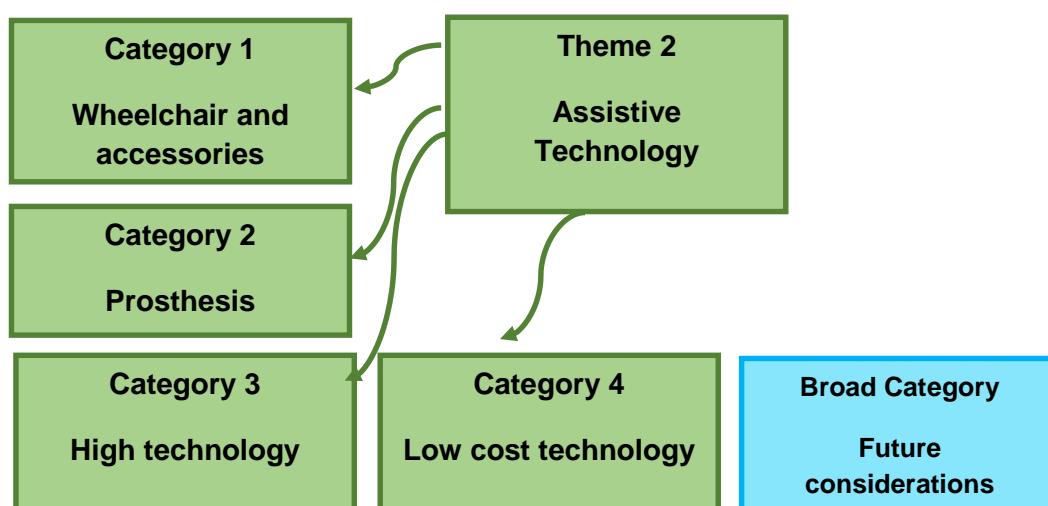 Category 1
Wheelchair and
accessories
Theme 2
Assistive
Technology
Category 2
Prosthesis
Category 3
High technology
Category 4
Low cost technology
Broad Category
Future
considerations